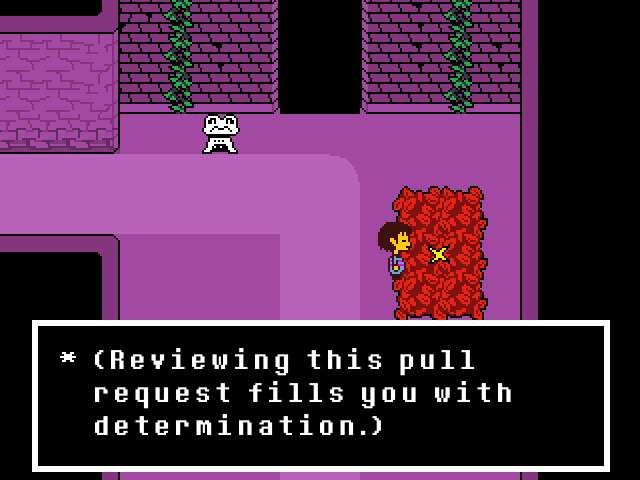 * (Reviewing this pull
request fills you with
determination.)